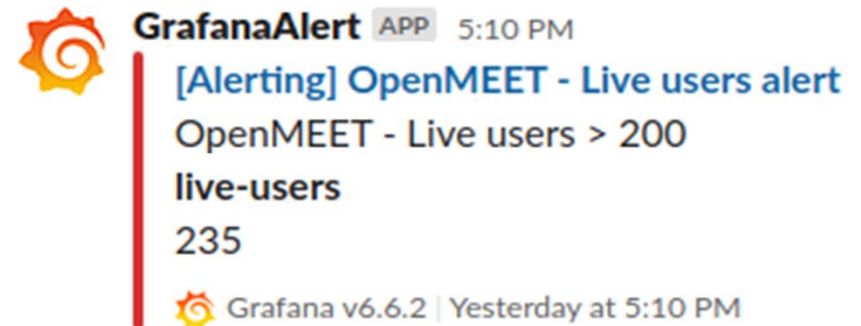 GrafanaAlert APP 5:10 PM
[Alerting] OpenMEET - Live users alert
OpenMEET - Live users > 200
live-users
235
Grafana v6.6.2 | Yesterday at 5:10 PM